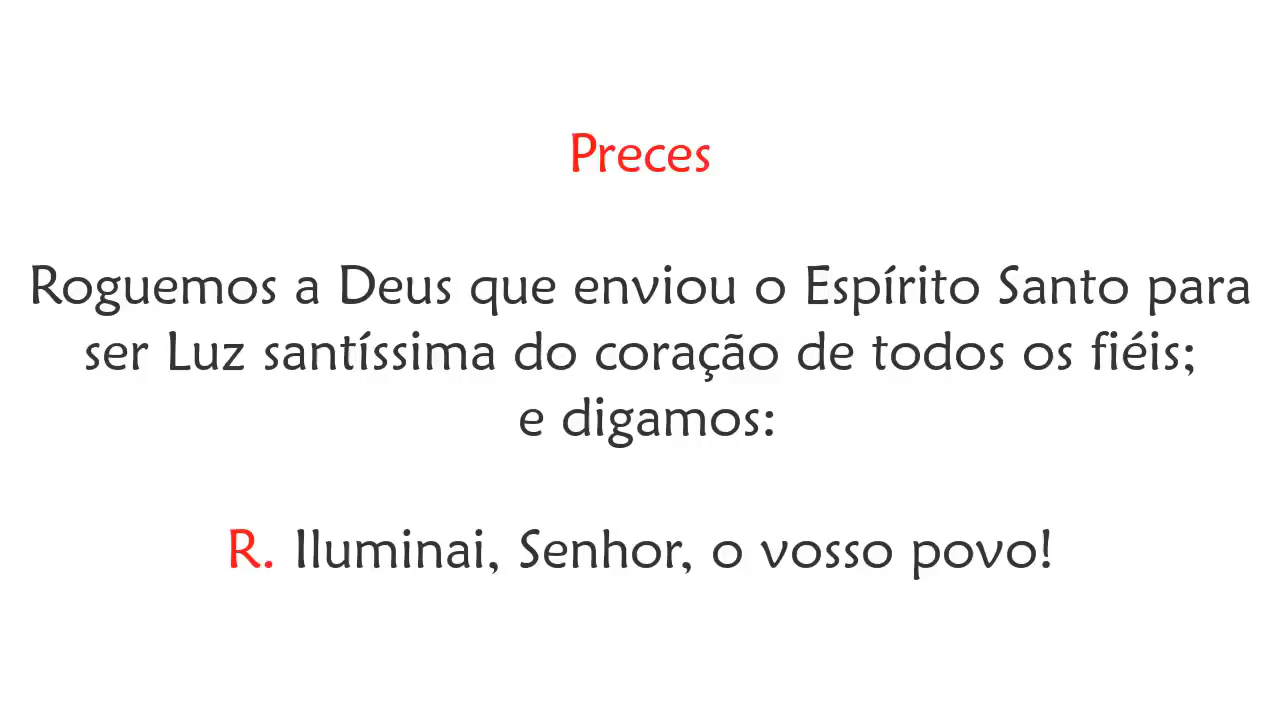 Preces
Roguemos a Deus que enviou o Espírito Santo para
ser Luz santíssima do coração de todos os fiéis;
e digamos:
R. Iluminai, Senhor, o vosso povo!